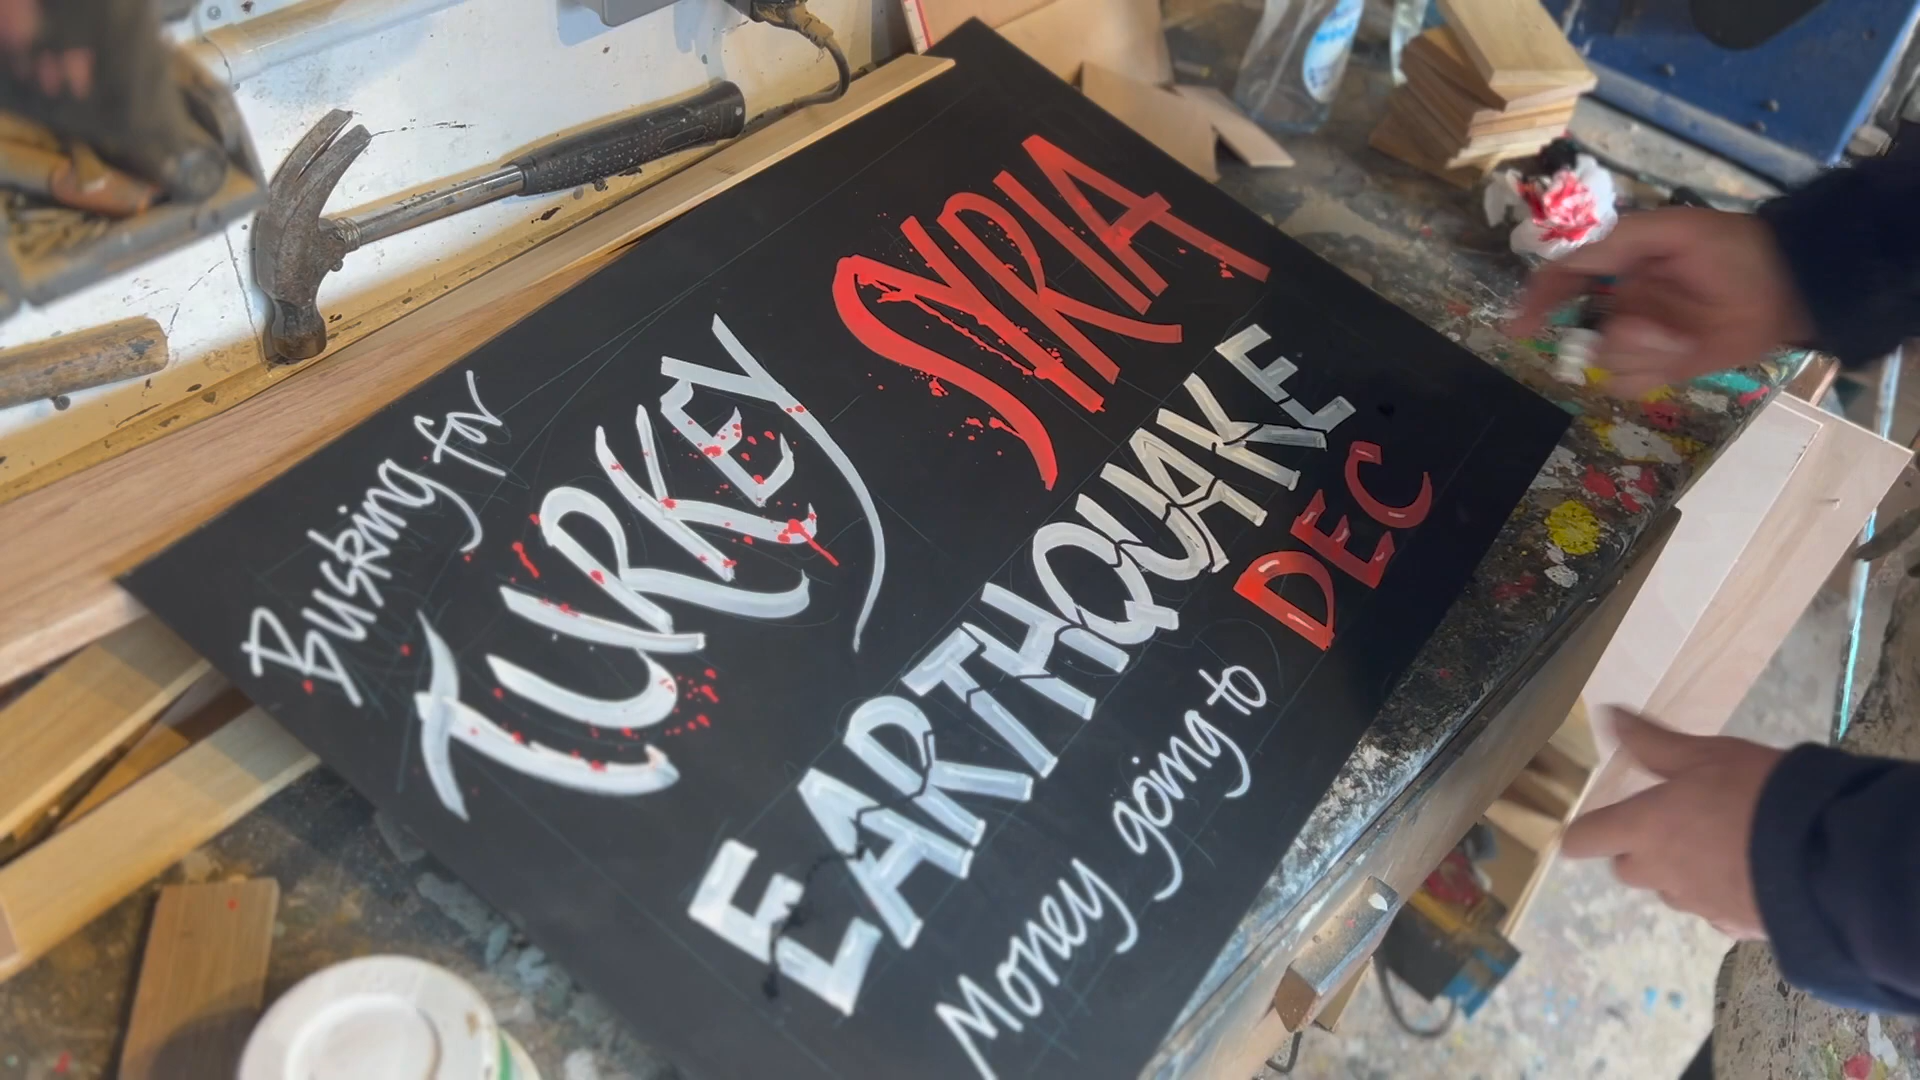 Busking for
TURKEY
SYRIA
EARTHQUAKE
Money going to
DEC